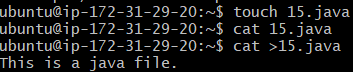 ubuntu@ip-172-31-29-20:~$ touch 15.java
ubuntu@ip-172-31-29-20:~$ cat 15.java
ubuntu@ip-172-31-29-20:~$ cat >15.java
This is a java file.